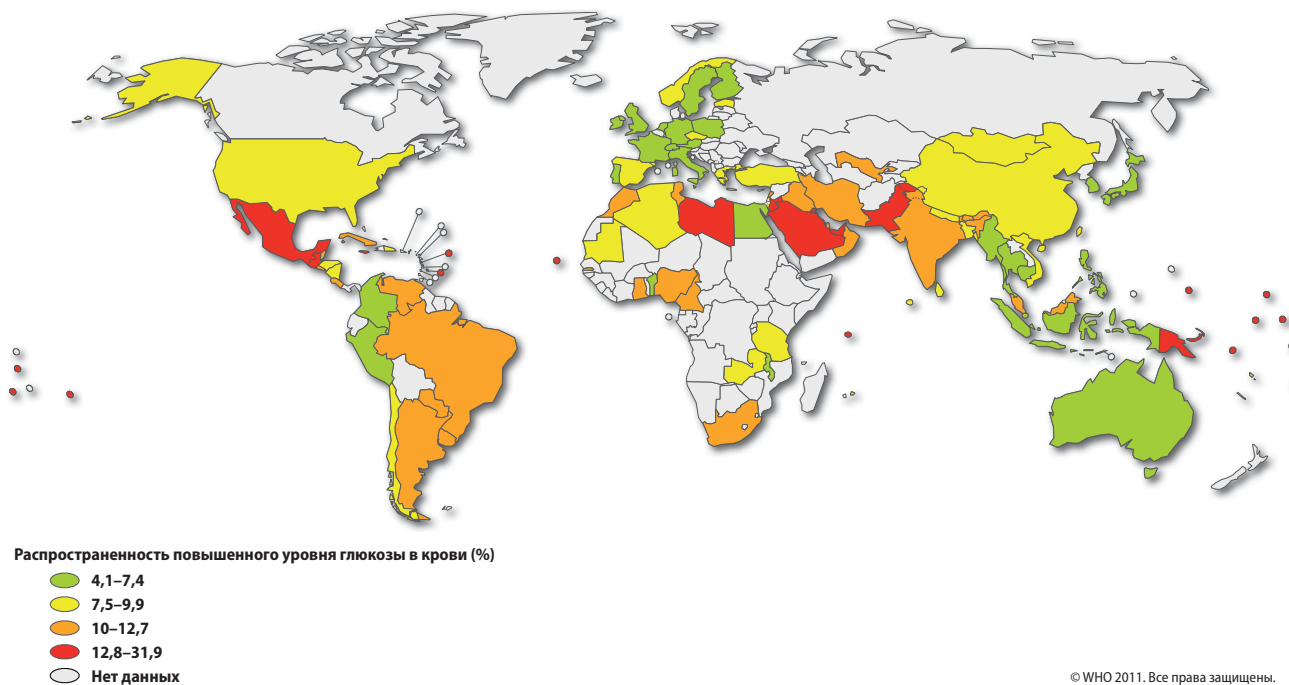 Распространенность повышенного уровня глюкозы в крови (%)
4,1–7,4
7,5–9,9
10–12,7
12,8–31,9
Нет данных
© WHO 2011. Все права защищены.